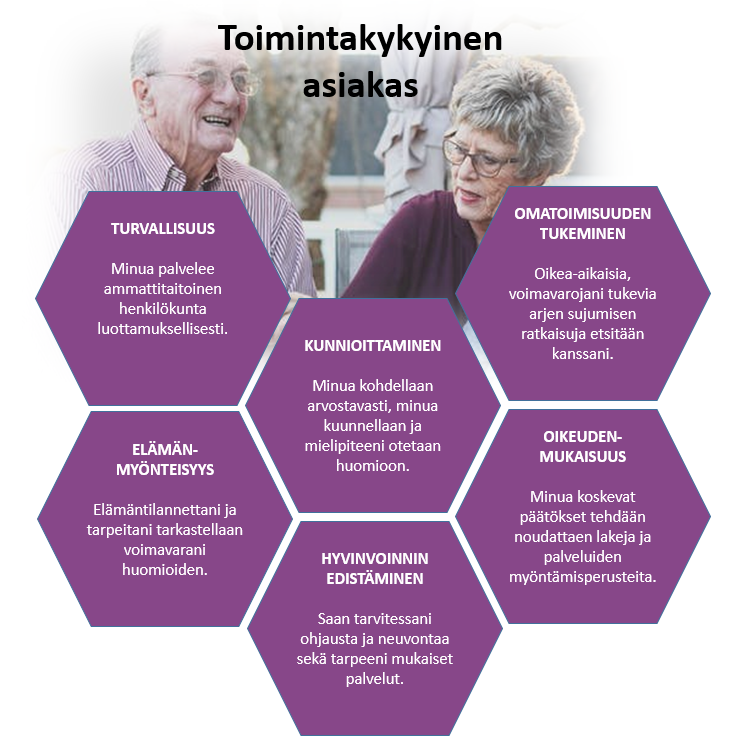 Toimintakykyinen
asiakas
TURVALLISUUS
Minua palvelee
ammattitaitoinen
henkilökunta
luottamuksellisesti.
OMATOIMISUUDEN
TUKEMINEN
Oikea-aikaisia,
voimavarojani tukevia
arjen sujumisen
ratkaisuja etsitään
kanssani.
KUNNIOITTAMINEN
Minua kohdellaan
arvostavasti, minua
kuunnellaan ja
mielipiteeni otetaan
huomioon.
ELÄMÄN-
MYÖNTEISYYS
Elämäntilannettani ja
tarpeitani tarkastellaan
voimavarani
huomioiden.
OIKEUDEN-
MUKAISUUS
Minua koskevat
päätökset tehdään
noudattaen lakeja ja
palveluiden
myöntämisperusteita.
HYVINVOINNIN
EDISTÄMINEN
Saan tarvitessani
ohjausta ja neuvontaa
sekä tarpeeni mukaiset
palvelut.